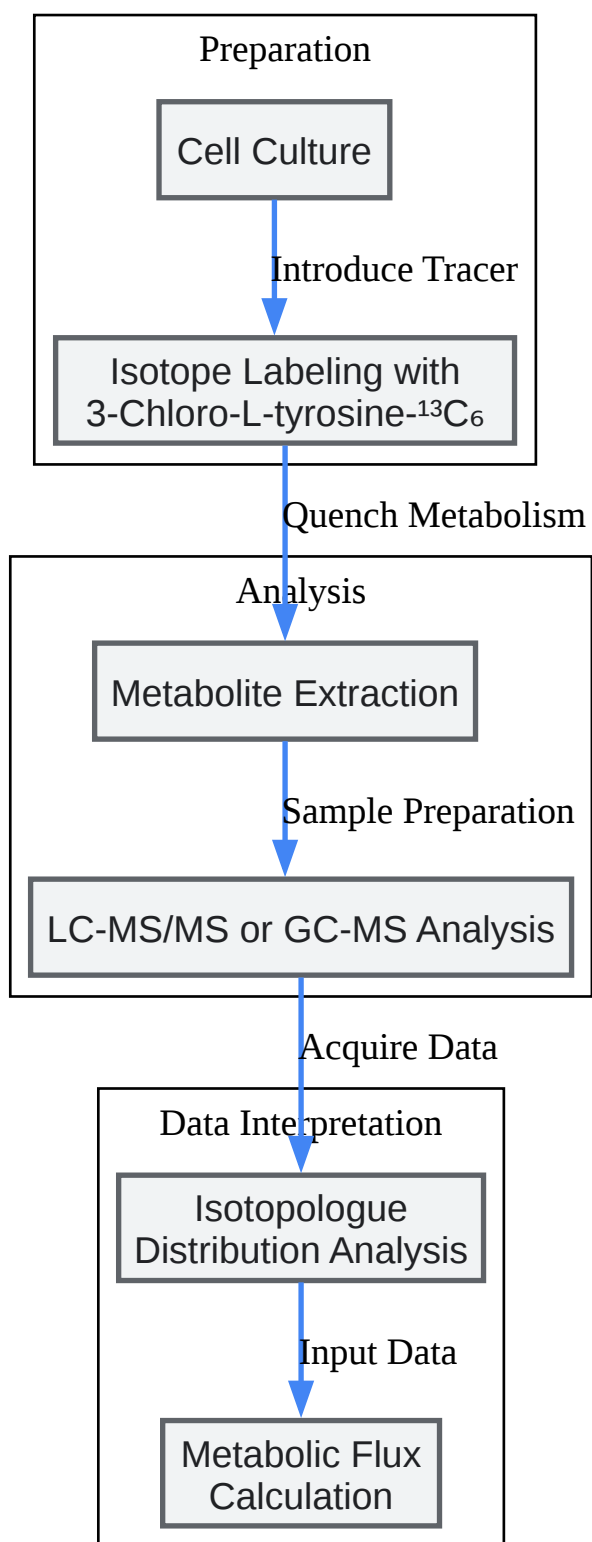 Preparation
Cell Culture
Introduce Tracer
Isotope Labeling with
3-Chloro-L-tyrosine-¹³C₆
Quench Metabolism
Analysis
Metabolite Extraction
Sample Preparation
LC-MS/MS or GC-MS Analysis
Acquire Data
Data Interpretation
Isotopologue
Distribution Analysis
Input Data
Metabolic Flux
Calculation